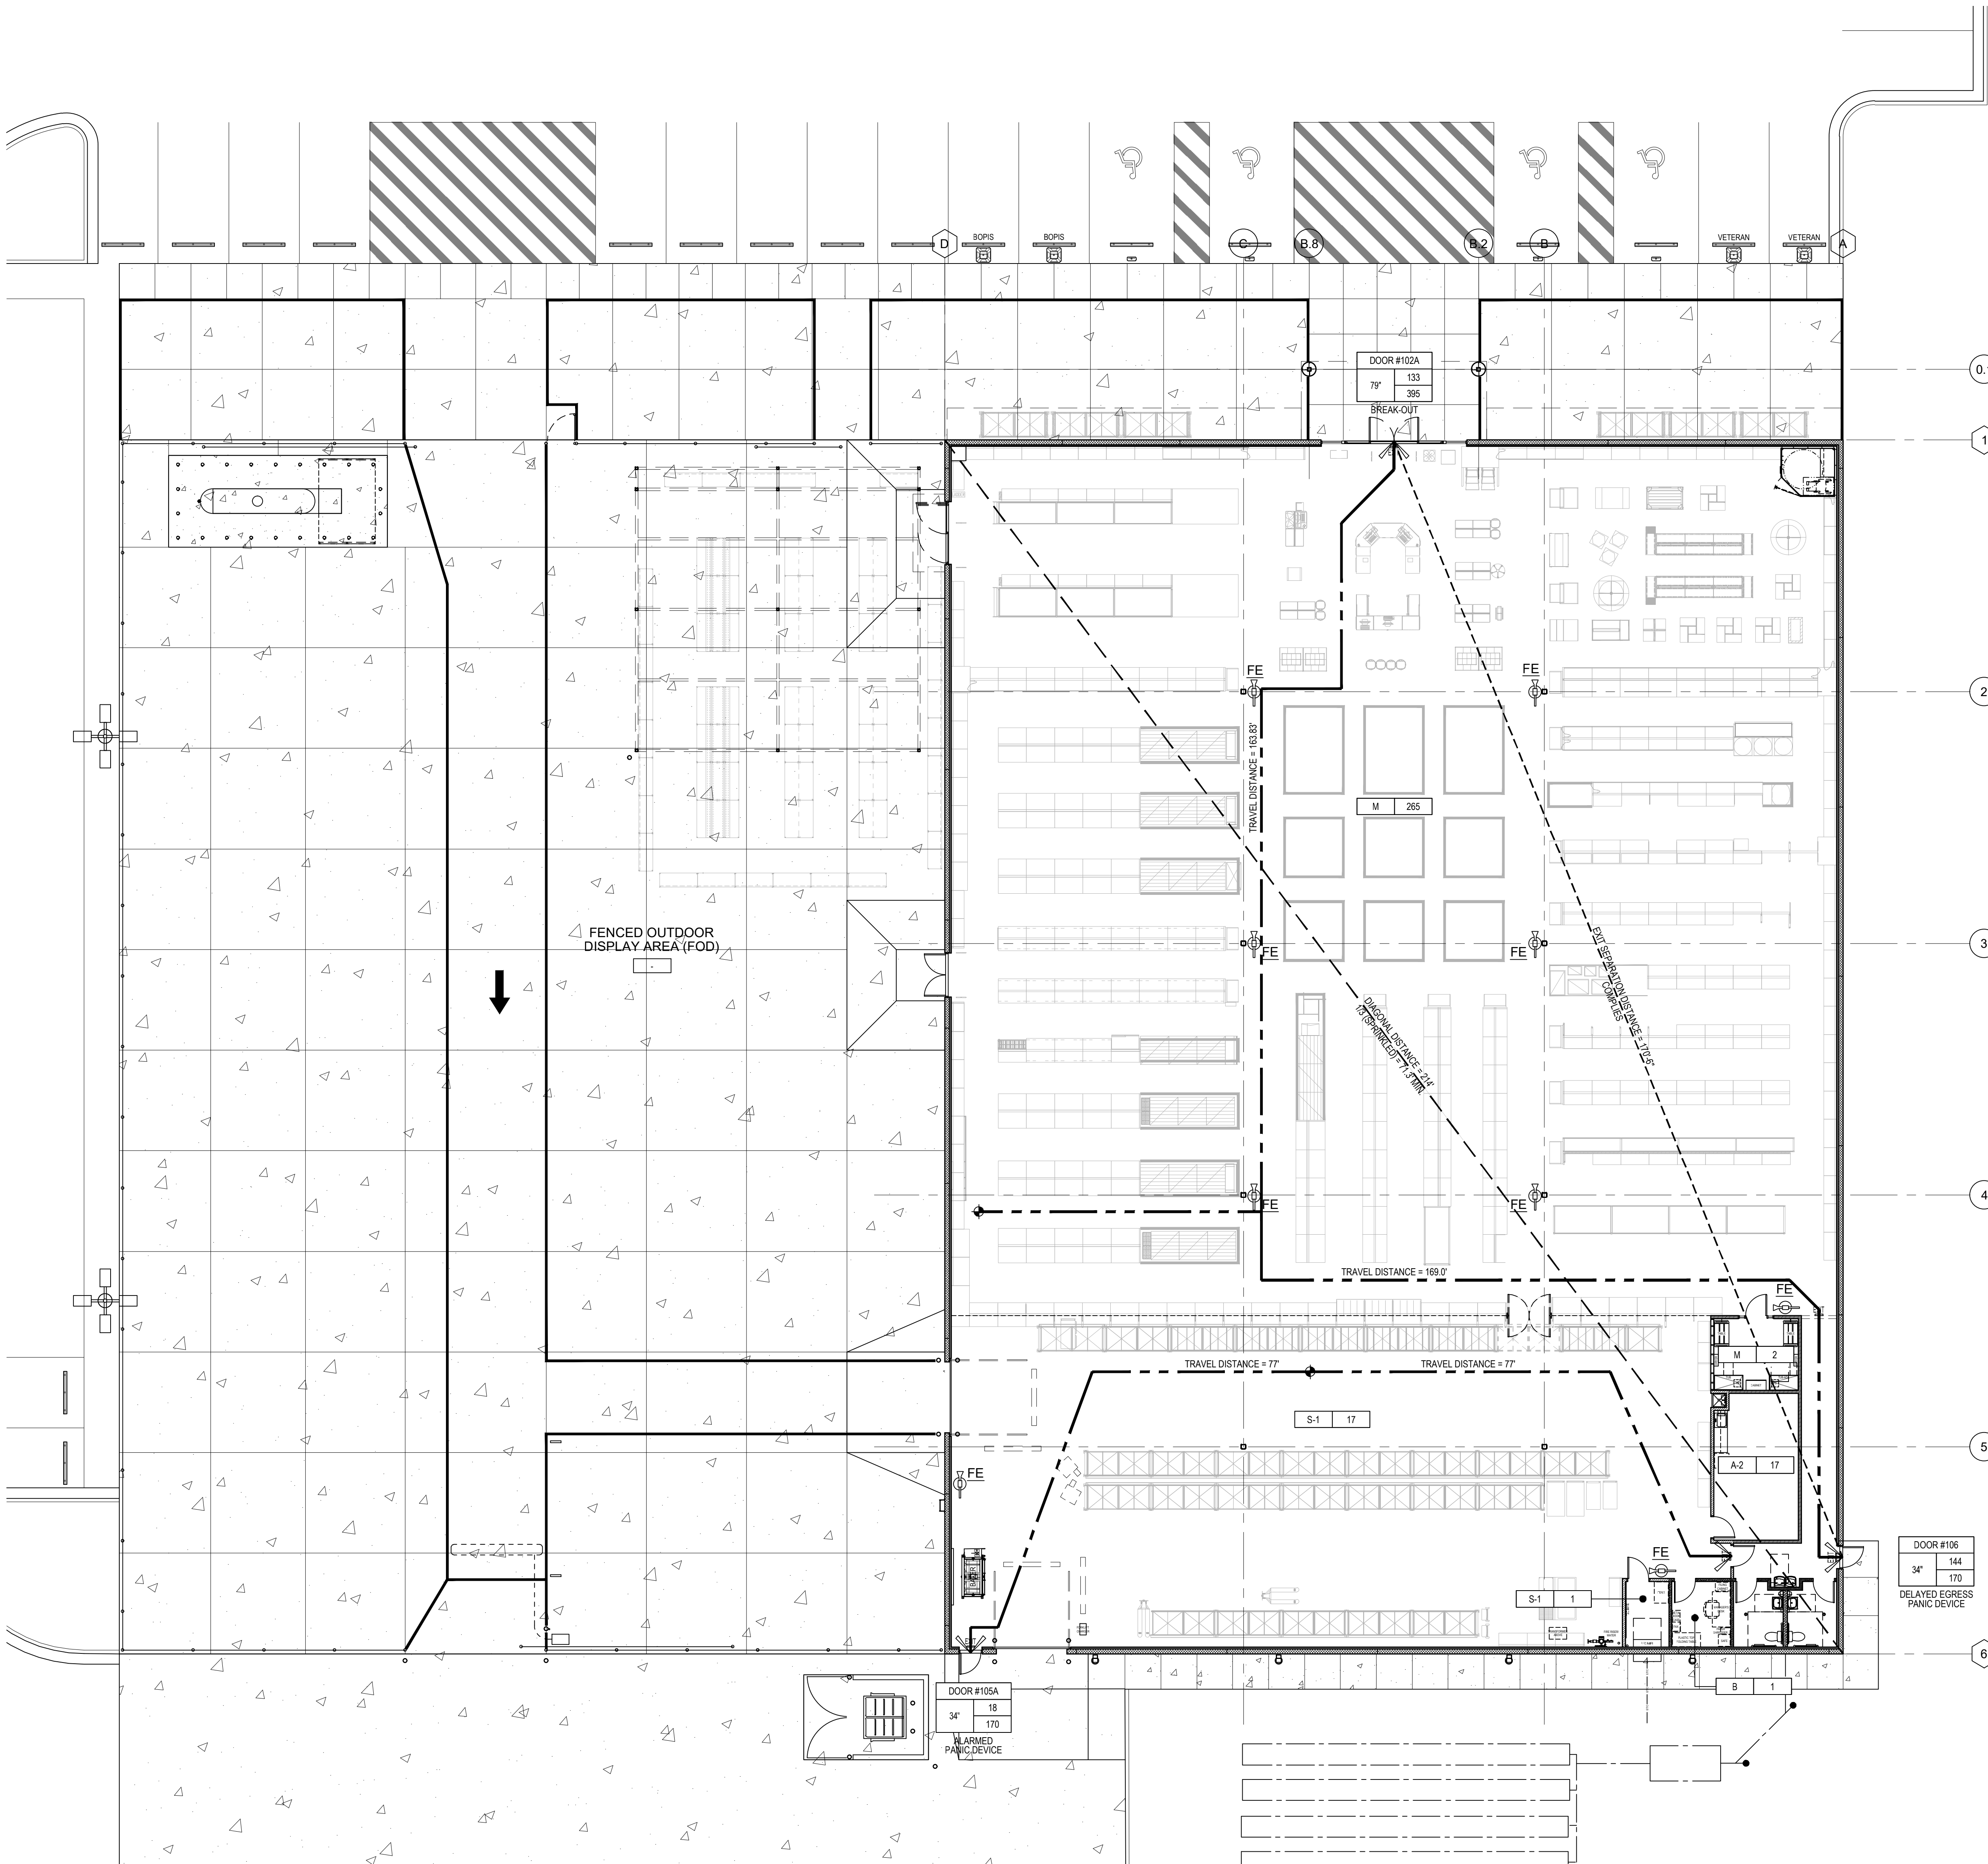 D
BOPIS
BOPIS
C
B.8
B.2
B
VETERAN
VETERAN
A
DOOR #102A
79"
133
395
BREAK-OUT
1
FE
FE
2
TRAVEL DISTANCE = 163.83'
M
265
FENCED OUTDOOR
DISPLAY AREA (FOD)
FE
FE
3
EXIT SEPARATION DISTANCE = 170'-6"
COMPLIES
DIAGONAL DISTANCE = 214'
1/3 (SPRINKLED) = 71.3' MIN.
FE
FE
4
TRAVEL DISTANCE = 169.0'
FE
M
2
TRAVEL DISTANCE = 77'
TRAVEL DISTANCE = 77'
S-1
17
5
A-2
17
FE
FE
DOOR #106
34"
144
170
DELAYED EGRESS
PANIC DEVICE
S-1
1
6
B
1
DOOR #105A
34"
18
170
ALARMED
PANIC DEVICE